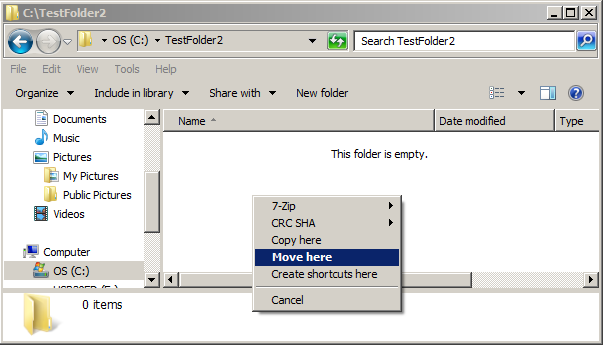 C:\TestFolder2
OS (C:) TestFolder2 Search TestFolder2
File Edit View Tools Help
Organize Include in library Share with New folder
Documents
Music
Pictures
My Pictures
Public Pictures
Videos
Computer
OS (C:)
Name Date modified Type
This folder is empty.
7-Zip
CRC SHA
Copy here
Move here
Create shortcuts here
Cancel
0 items